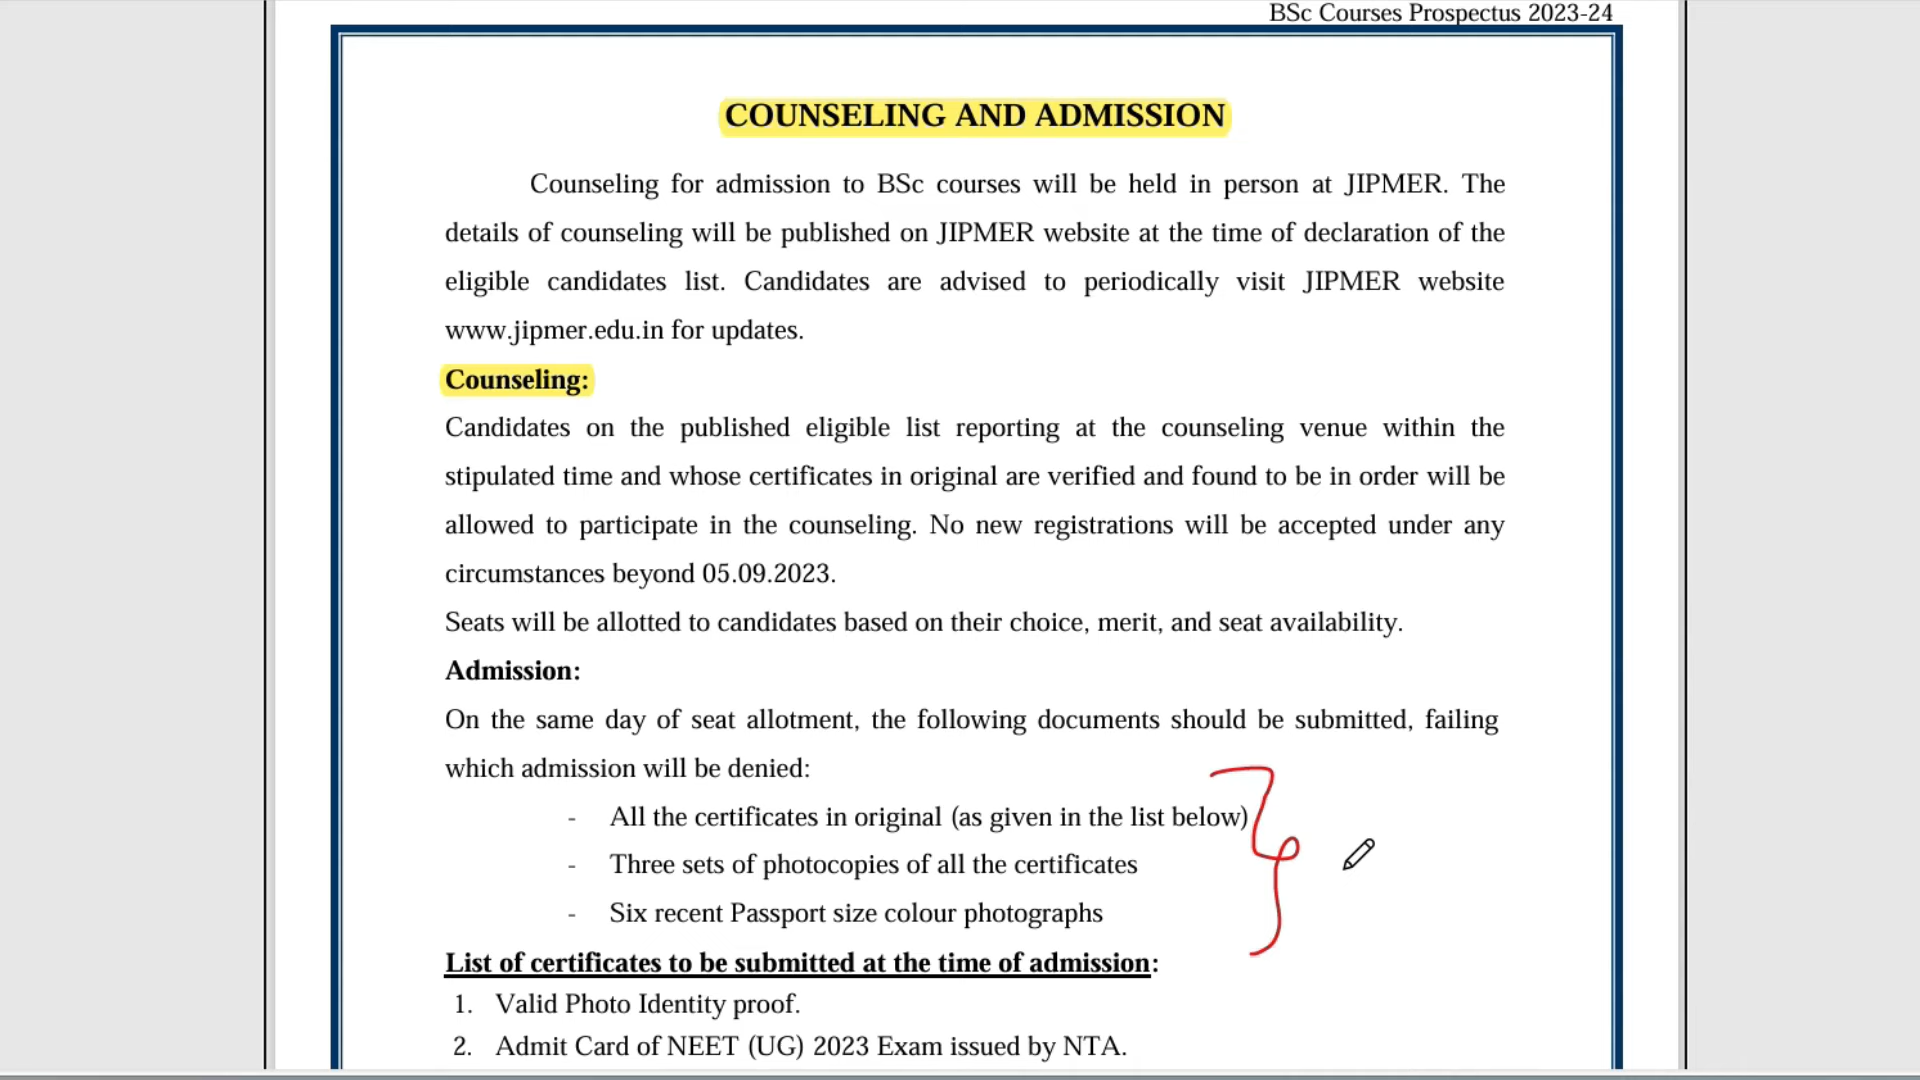 BSc Courses Prospectus 2023-24
COUNSELING AND ADMISSION
Counseling for admission to BSc courses will be held in person at JIPMER. The
details of counseling will be published on JIPMER website at the time of declaration of the
eligible candidates list. Candidates are advised to periodically visit JIPMER website
www.jipmer.edu.in for updates.
Counseling:
Candidates on the published eligible list reporting at the counseling venue within the
stipulated time and whose certificates in original are verified and found to be in order will be
allowed to participate in the counseling. No new registrations will be accepted under any
circumstances beyond 05.09.2023.
Seats will be allotted to candidates based on their choice, merit, and seat availability.
Admission:
On the same day of seat allotment, the following documents should be submitted, failing
which admission will be denied:
- All the certificates in original (as given in the list below)
- Three sets of photocopies of all the certificates
- Six recent Passport size colour photographs
List of certificates to be submitted at the time of admission:
1. Valid Photo Identity proof.
2. Admit Card of NEET (UG) 2023 Exam issued by NTA.